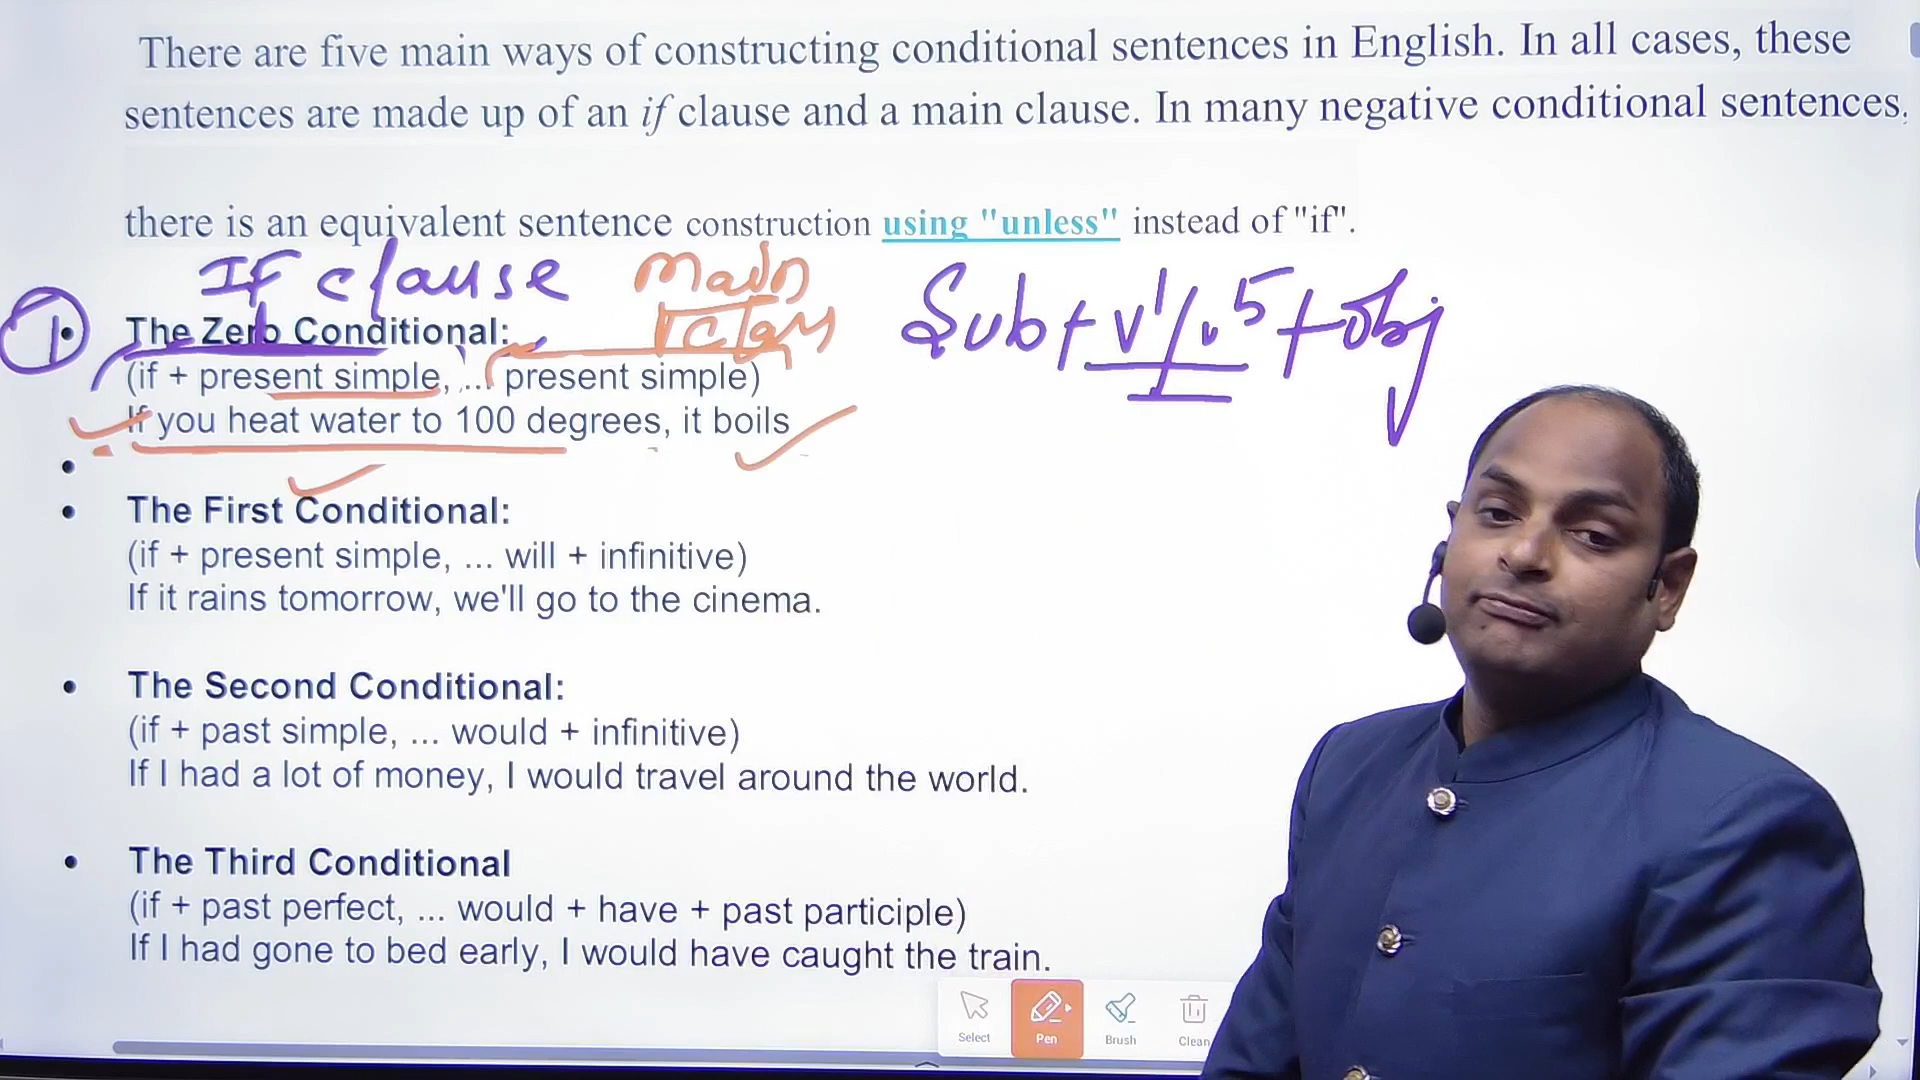 There are five main ways of constructing conditional sentences in English. In all cases, these
sentences are made up of an if clause and a main clause. In many negative conditional sentences,
there is an equivalent sentence construction using "unless" instead of "if".
If clause Main
Clau
Sub + v1/v5 + obj
1
• The Zero Conditional:
(if + present simple, ... present simple)
If you heat water to 100 degrees, it boils
•
• The First Conditional:
(if + present simple, ... will + infinitive)
If it rains tomorrow, we'll go to the cinema.
• The Second Conditional:
(if + past simple, ... would + infinitive)
If I had a lot of money, I would travel around the world.
• The Third Conditional
(if + past perfect, ... would + have + past participle)
If I had gone to bed early, I would have caught the train.
Select Pen Brush Clean